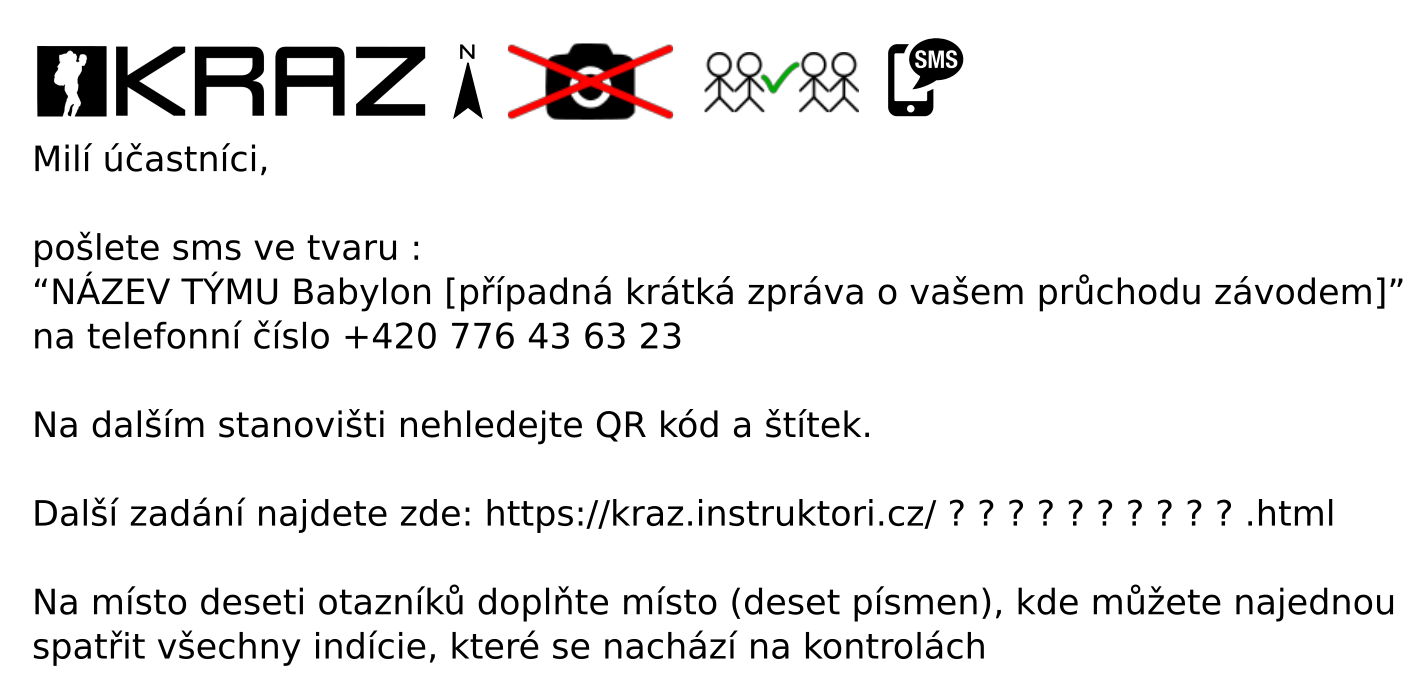 KRAZ N SMS
Milí účastníci,
pošlete sms ve tvaru :
“NÁZEV TÝMU Babylon [případná krátká zpráva o vašem průchodu závodem]”
na telefonní číslo +420 776 43 63 23
Na dalším stanovišti nehledejte QR kód a štítek.
Další zadání najdete zde: https://kraz.instruktori.cz/ ? ? ? ? ? ? ? ? ? ? .html
Na místo deseti otazníků doplňte místo (deset písmen), kde můžete najednou
spatřit všechny indície, které se nachází na kontrolách